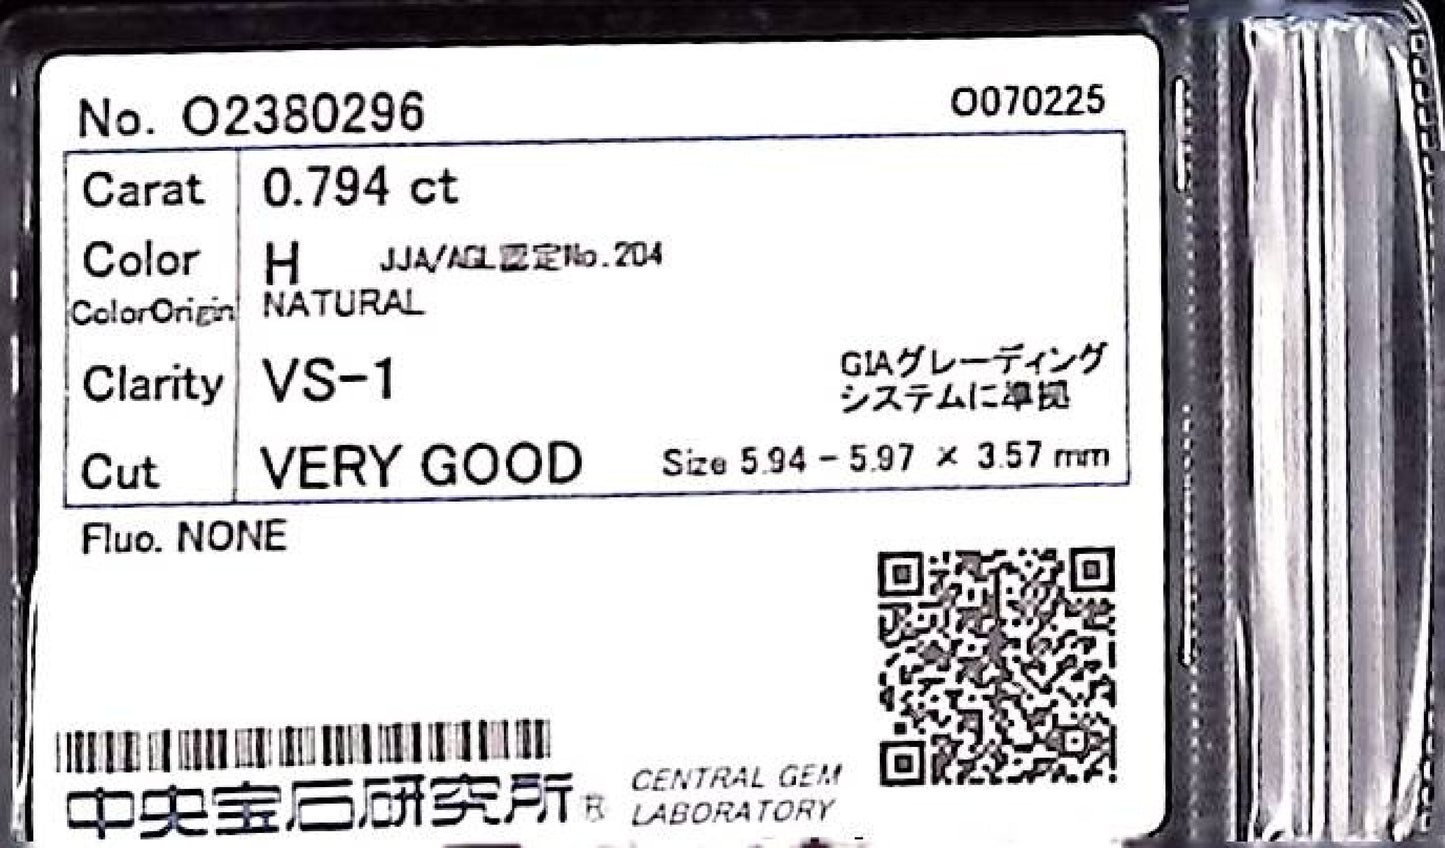 No. O2380296 O070225
Carat 0.794 ct
Color H JJA/AGL認定No.204
ColorOrigin NATURAL
Clarity VS-1 GIAグレーディング
システムに準拠
Cut VERY GOOD Size 5.94 - 5.97 × 3.57 mm
Fluo. NONE
中央宝石研究所® CENTRAL GEM
LABORATORY